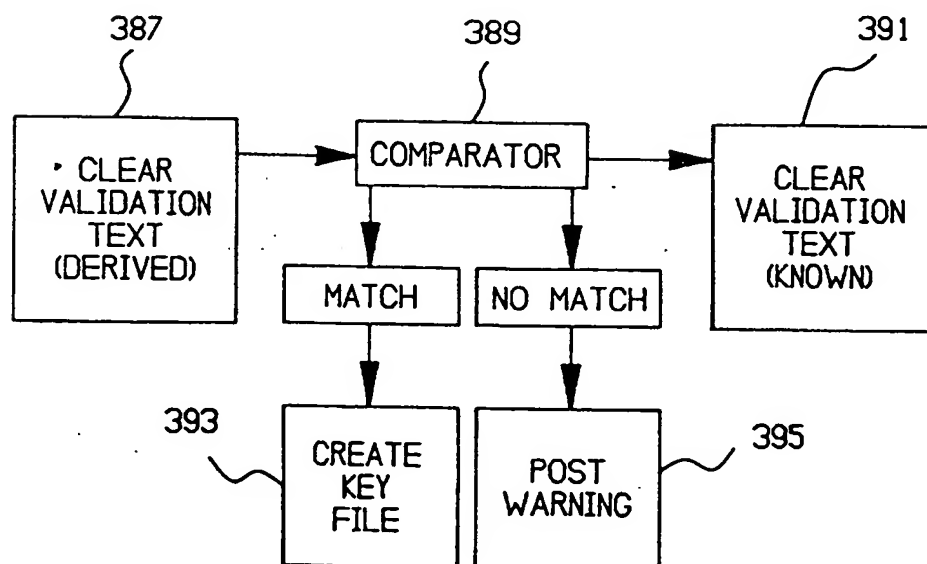 387
389
391
CLEAR
VALIDATION
TEXT
(DERIVED)
COMPARATOR
CLEAR
VALIDATION
TEXT
(KNOWN)
MATCH
NO MATCH
393
CREATE
KEY
FILE
POST
WARNING
395